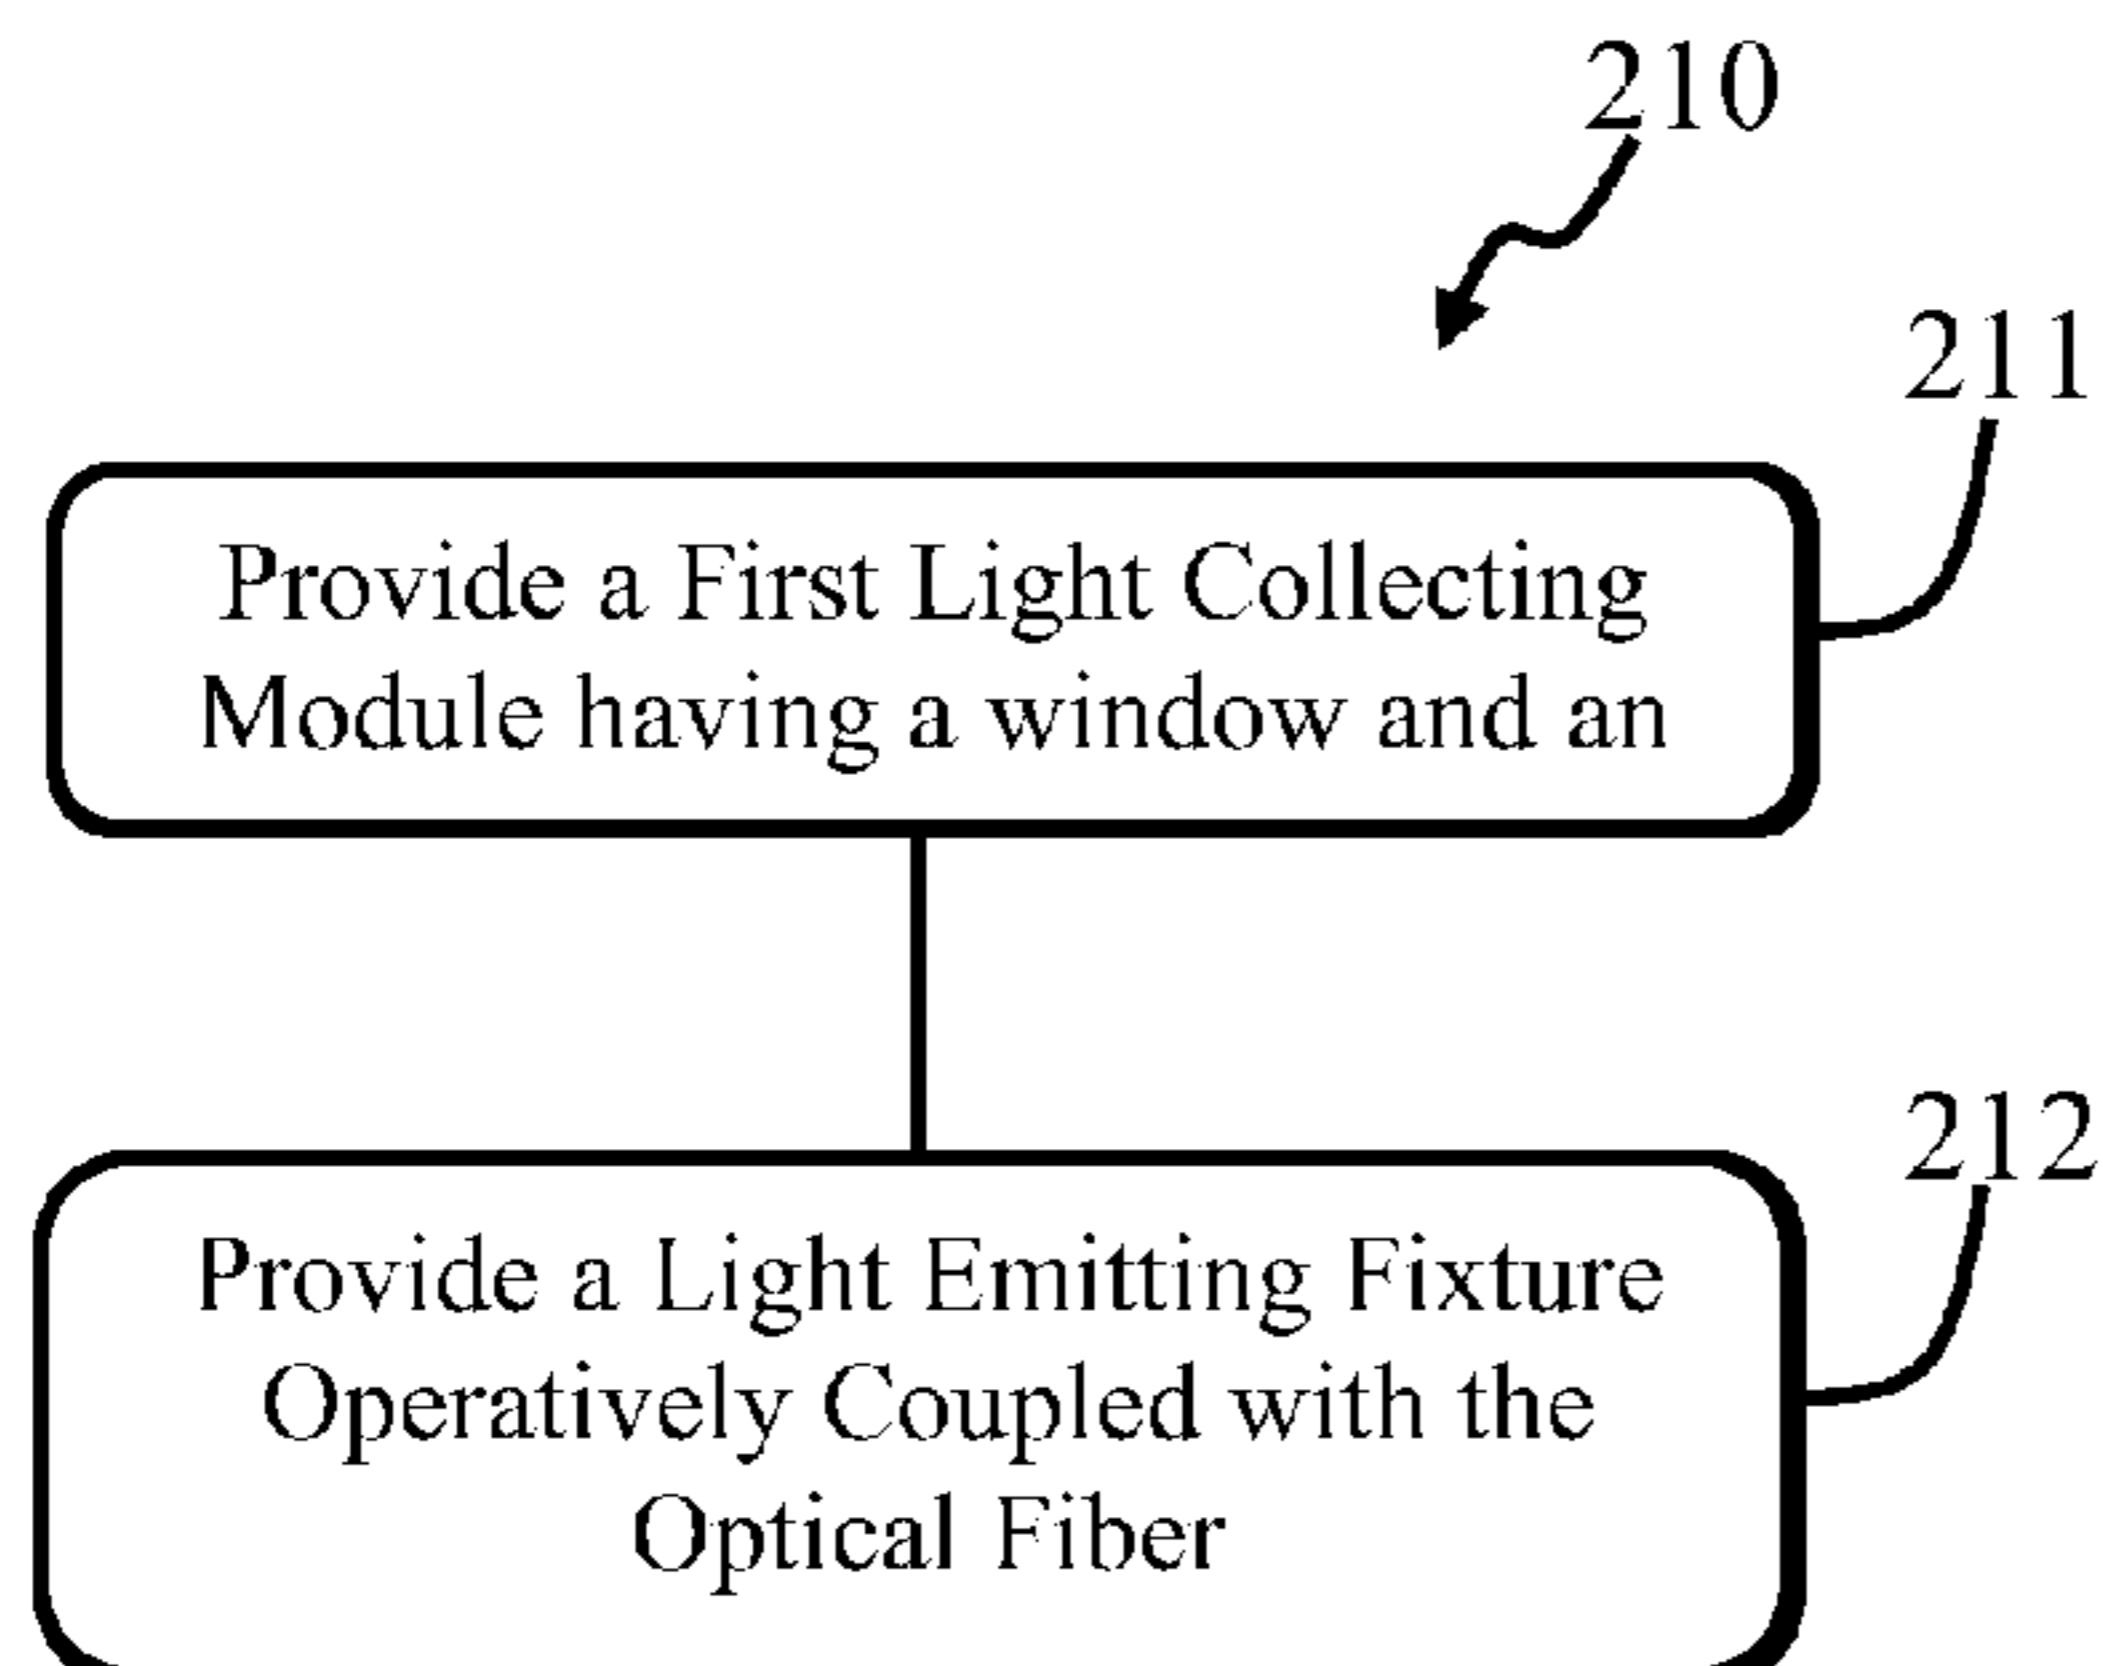 210
211
Provide a First Light Collecting
Module having a window and an
212
Provide a Light Emitting Fixture
Operatively Coupled with the
Optical Fiber